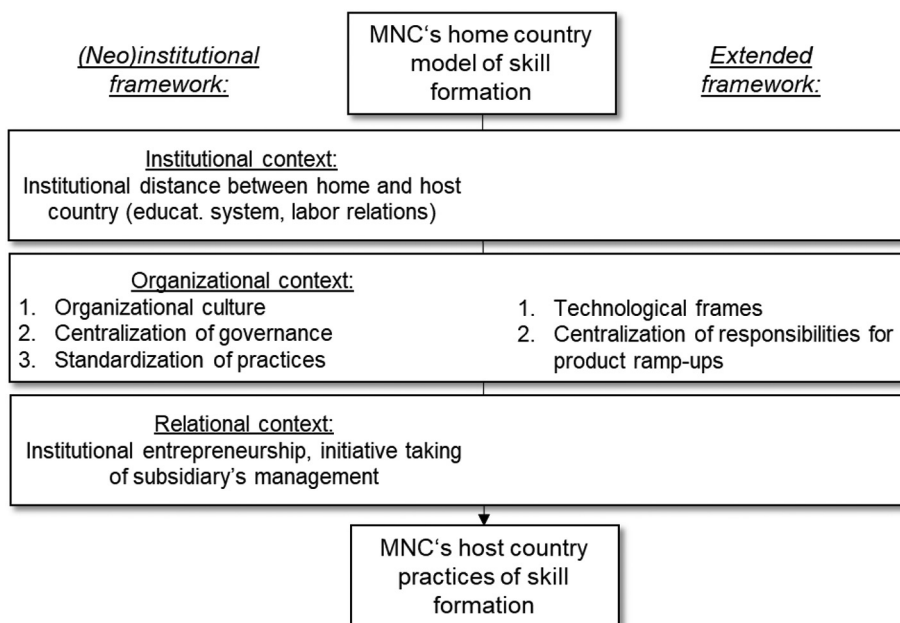 (Neo)institutional
framework:
MNC‘s home country
model of skill
formation
Extended
framework:
Institutional context:
Institutional distance between home and host
country (educat. system, labor relations)
Organizational context:
1. Organizational culture
2. Centralization of governance
3. Standardization of practices
1. Technological frames
2. Centralization of responsibilities for
product ramp-ups
Relational context:
Institutional entrepreneurship, initiative taking
of subsidiary’s management
MNC‘s host country
practices of skill
formation